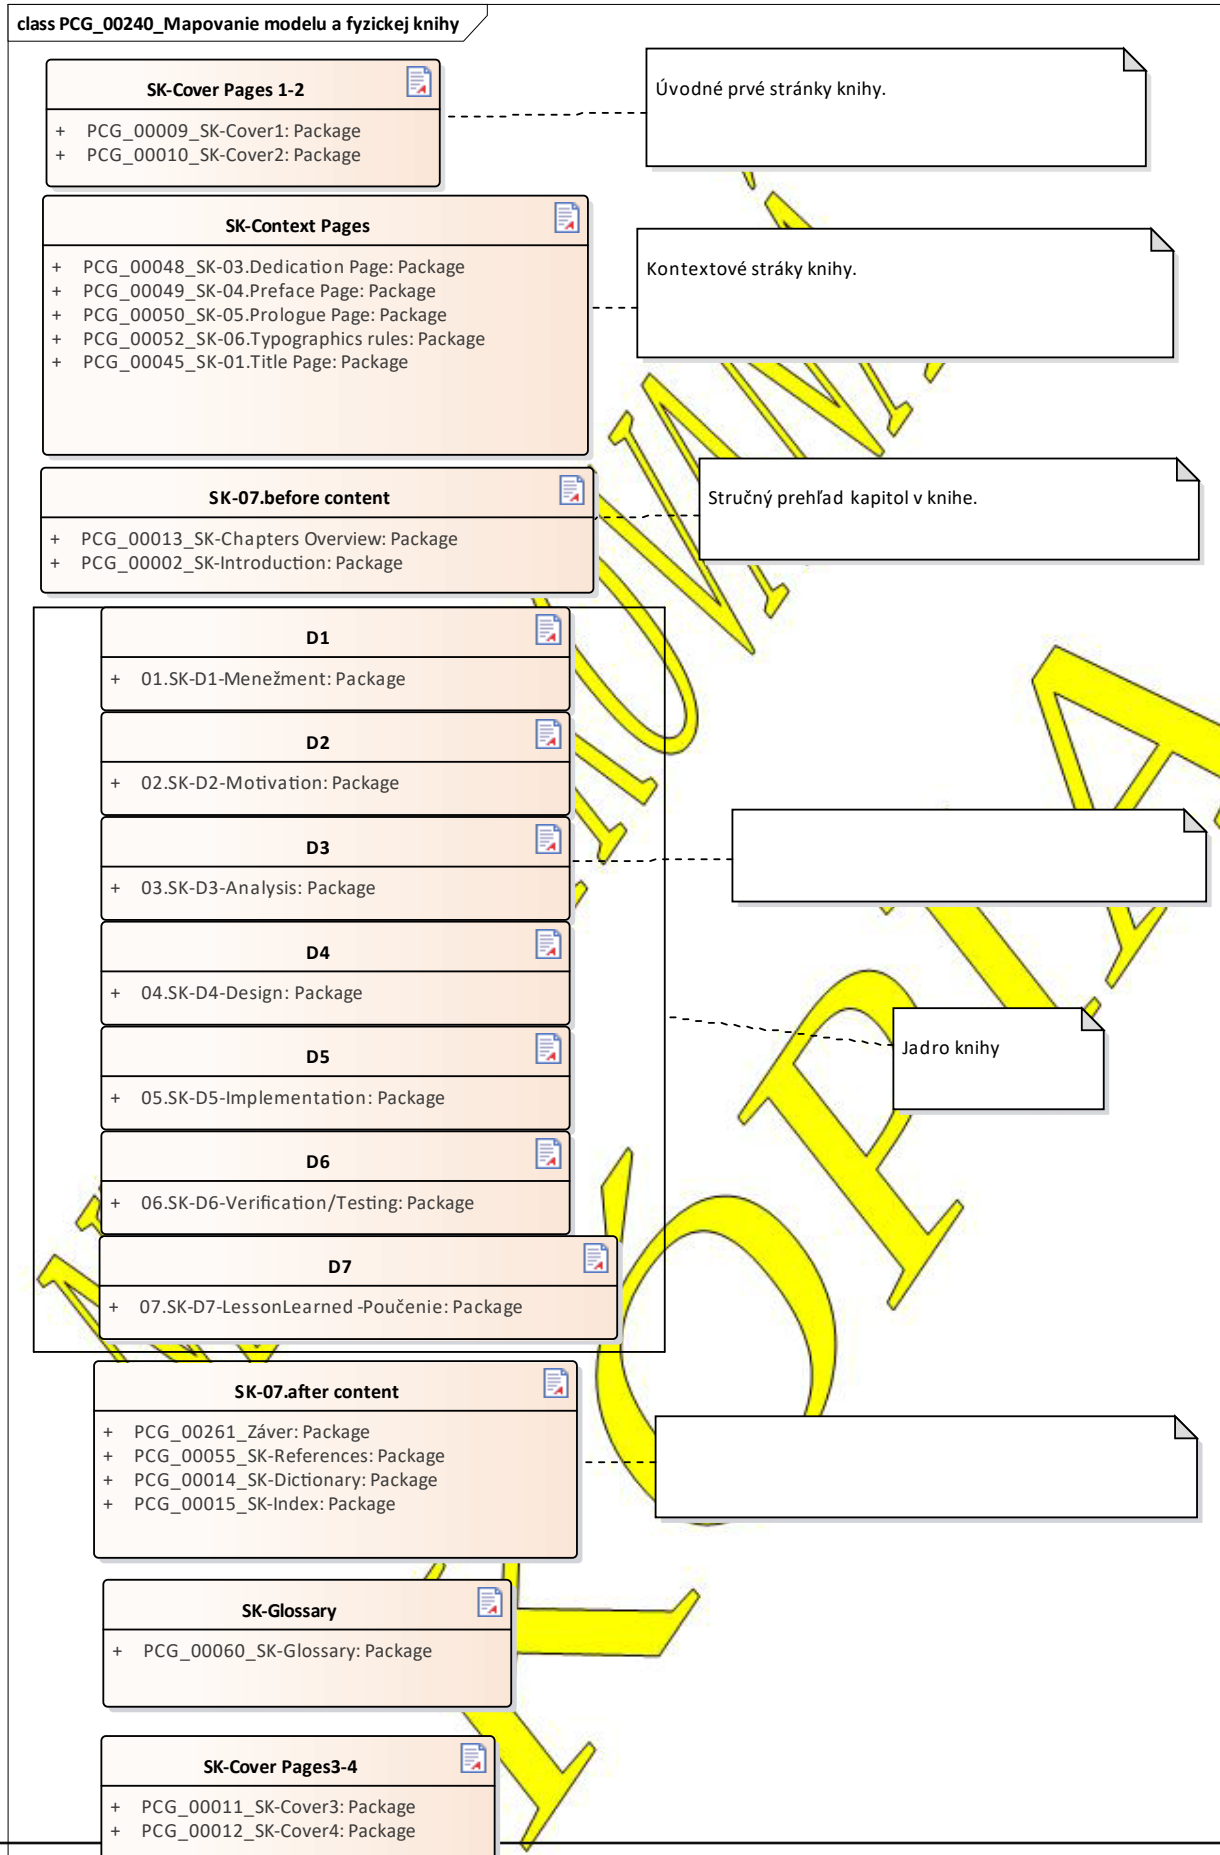 class PCG_00240_Mapovanie modelu a fyzickej knihy
SK-Cover Pages 1-2
+ PCG_00009_SK-Cover1: Package
+ PCG_00010_SK-Cover2: Package
Úvodné prvé stránky knihy.
SK-Context Pages
+ PCG_00048_SK-03.Dedication Page: Package
+ PCG_00049_SK-04.Preface Page: Package
+ PCG_00050_SK-05.Prologue Page: Package
+ PCG_00052_SK-06.Typographics rules: Package
+ PCG_00045_SK-01.Title Page: Package
Kontextové stráky knihy.
SK-07.before content
+ PCG_00013_SK-Chapters Overview: Package
+ PCG_00002_SK-Introduction: Package
Stručný prehľad kapitol v knihe.
D1
+ 01.SK-D1-Menežment: Package
D2
+ 02.SK-D2-Motivation: Package
D3
+ 03.SK-D3-Analysis: Package
D4
+ 04.SK-D4-Design: Package
D5
+ 05.SK-D5-Implementation: Package
D6
+ 06.SK-D6-Verification/Testing: Package
D7
+ 07.SK-D7-LessonLearned -Poučenie: Package
Jadro knihy
SK-07.after content
+ PCG_00261_Záver: Package
+ PCG_00055_SK-References: Package
+ PCG_00014_SK-Dictionary: Package
+ PCG_00015_SK-Index: Package
SK-Glossary
+ PCG_00060_SK-Glossary: Package
SK-Cover Pages3-4
+ PCG_00011_SK-Cover3: Package
+ PCG_00012_SK-Cover4: Package